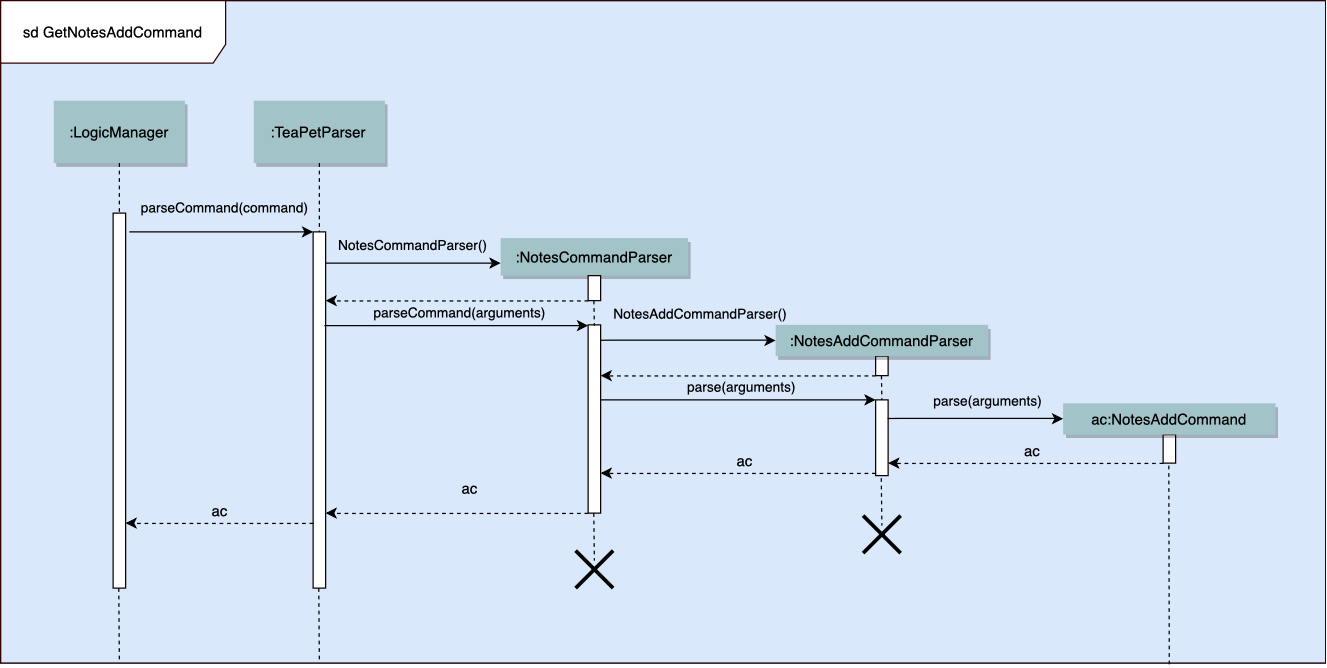 sd GetNotesAddCommand
:LogicManager
:TeaPetParser
parseCommand(command)
NotesCommandParser()
:NotesCommandParser
parseCommand(arguments)
NotesAddCommandParser()
:NotesAddCommandParser
parse(arguments)
parse(arguments)
ac:NotesAddCommand
ac
ac
ac
ac